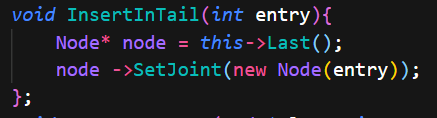 void InsertInTail(int entry){
    Node* node = this->Last();
    node ->SetJoint(new Node(entry));
};